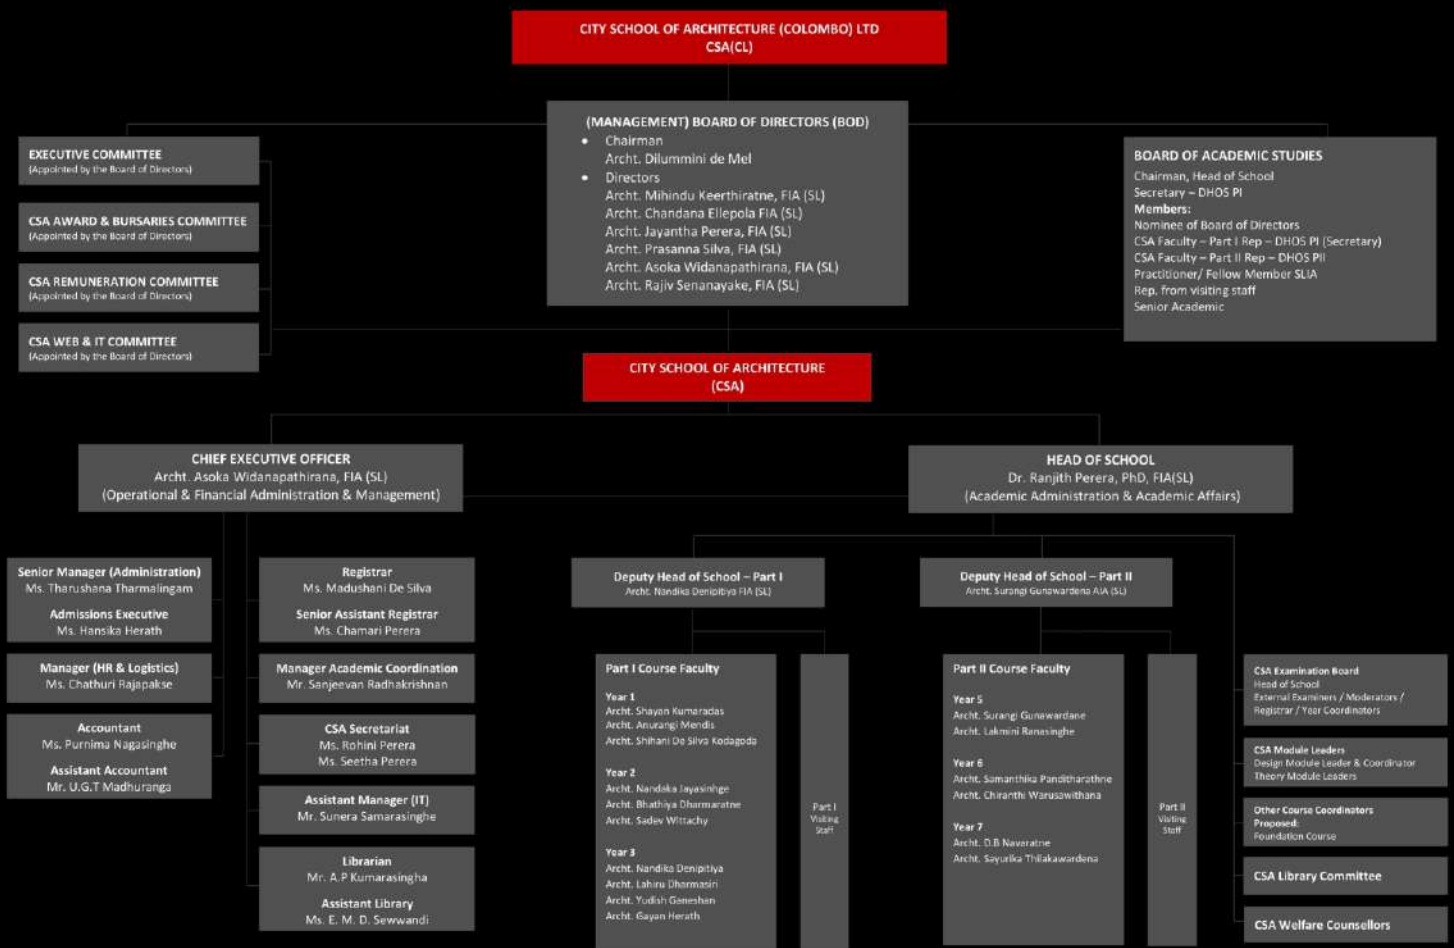 CITY SCHOOL OF ARCHITECTURE (COLOMBO) LTD
CSA(CL)
(MANAGEMENT) BOARD OF DIRECTORS (BOD)
• Chairman
Archt. Dilummini de Mel
• Directors
Archt. Mihindu Keerthiratne, FIA (SL)
Archt. Chandana Ellepola FIA (SL)
Archt. Jayantha Perera, FIA (SL)
Archt. Prasanna Silva, FIA (SL)
Archt. Asoka Widanapathirana, FIA (SL)
Archt. Rajiv Senanayake, FIA (SL)
EXECUTIVE COMMITTEE
(Appointed by the Board of Directors)
CSA AWARD & BURSARIES COMMITTEE
(Appointed by the Board of Directors)
CSA REMUNERATION COMMITTEE
(Appointed by the Board of Directors)
CSA WEB & IT COMMITTEE
(Appointed by the Board of Directors)
BOARD OF ACADEMIC STUDIES
Chairman, Head of School
Secretary – DHOS PI
Members:
Nominee of Board of Directors
CSA Faculty – Part I Rep – DHOS PI (Secretary)
CSA Faculty – Part II Rep – DHOS PII
Practitioner/ Fellow Member SLIA
Rep. from visiting staff
Senior Academic
CITY SCHOOL OF ARCHITECTURE
(CSA)
CHIEF EXECUTIVE OFFICER
Archt. Asoka Widanapathirana, FIA (SL)
(Operational & Financial Administration & Management)
HEAD OF SCHOOL
Dr. Ranjith Perera, PhD, FIA(SL)
(Academic Administration & Academic Affairs)
Senior Manager (Administration)
Ms. Tharushana Tharmalingam
Admissions Executive
Ms. Hansika Herath
Manager (HR & Logistics)
Ms. Chathuri Rajapakse
Accountant
Ms. Purnima Nagasinghe
Assistant Accountant
Mr. U.G.T Madhuranga
Registrar
Ms. Madushani De Silva
Senior Assistant Registrar
Ms. Chamari Perera
Manager Academic Coordination
Mr. Sanjeevan Radhakrishnan
CSA Secretariat
Ms. Rohini Perera
Ms. Seetha Perera
Assistant Manager (IT)
Mr. Sunera Samarasinghe
Librarian
Mr. A.P Kumarasingha
Assistant Library
Ms. E. M. D. Sewwandi
Deputy Head of School – Part I
Archt. Nandika Denipitiya FIA (SL)
Part I Course Faculty
Year 1
Archt. Shayan Kumaradas
Archt. Anurangi Mendis
Archt. Shihani De Silva Kodagoda
Year 2
Archt. Nandaka Jayasinhge
Archt. Bhathiya Dharmaratne
Archt. Sadev Wittachy
Year 3
Archt. Nandika Denipitiya
Archt. Lahiru Dharmasiri
Archt. Yudish Ganeshan
Archt. Gayan Herath
Part I
Visiting
Staff
Deputy Head of School – Part II
Archt. Surangi Gunawardena AIA (SL)
Part II Course Faculty
Year 5
Archt. Surangi Gunawardane
Archt. Lakmini Ranasinghe
Year 6
Archt. Samanthika Panditharathne
Archt. Chiranthi Warusawithana
Year 7
Archt. D.B Navaratne
Archt. Sayurika Thilakawardena
Part II
Visiting
Staff
CSA Examination Board
Head of School
External Examiners / Moderators /
Registrar / Year Coordinators
CSA Module Leaders
Design Module Leader & Coordinator
Theory Module Leaders
Other Course Coordinators
Proposed:
Foundation Course
CSA Library Committee
CSA Welfare Counsellors